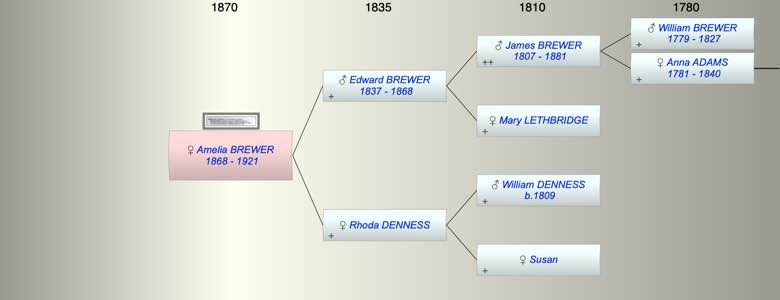 1870 1835 1810 1780
♂ William BREWER
1779 - 1827
+
♂ James BREWER
1807 - 1881
++
♀ Anna ADAMS
1781 - 1840
+
♂ Edward BREWER
1837 - 1868
+
♀ Mary LETHBRIDGE
+
♀ Amelia BREWER
1868 - 1921
♂ William DENNESS
b.1809
+
♀ Rhoda DENNESS
+
♀ Susan
+